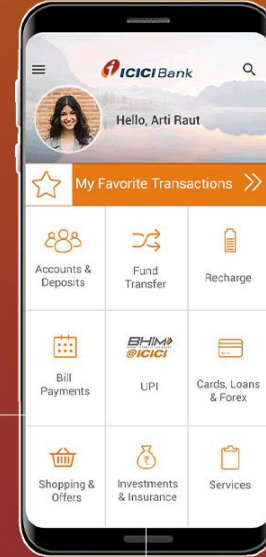 ICICI Bank
Hello, Arti Raut
My Favorite Transactions
Accounts &
Deposits
Fund
Transfer
Recharge
Bill
Payments
BHIM
@ICICI
UPI
Cards, Loans
& Forex
Shopping &
Offers
Investments
& Insurance
Services